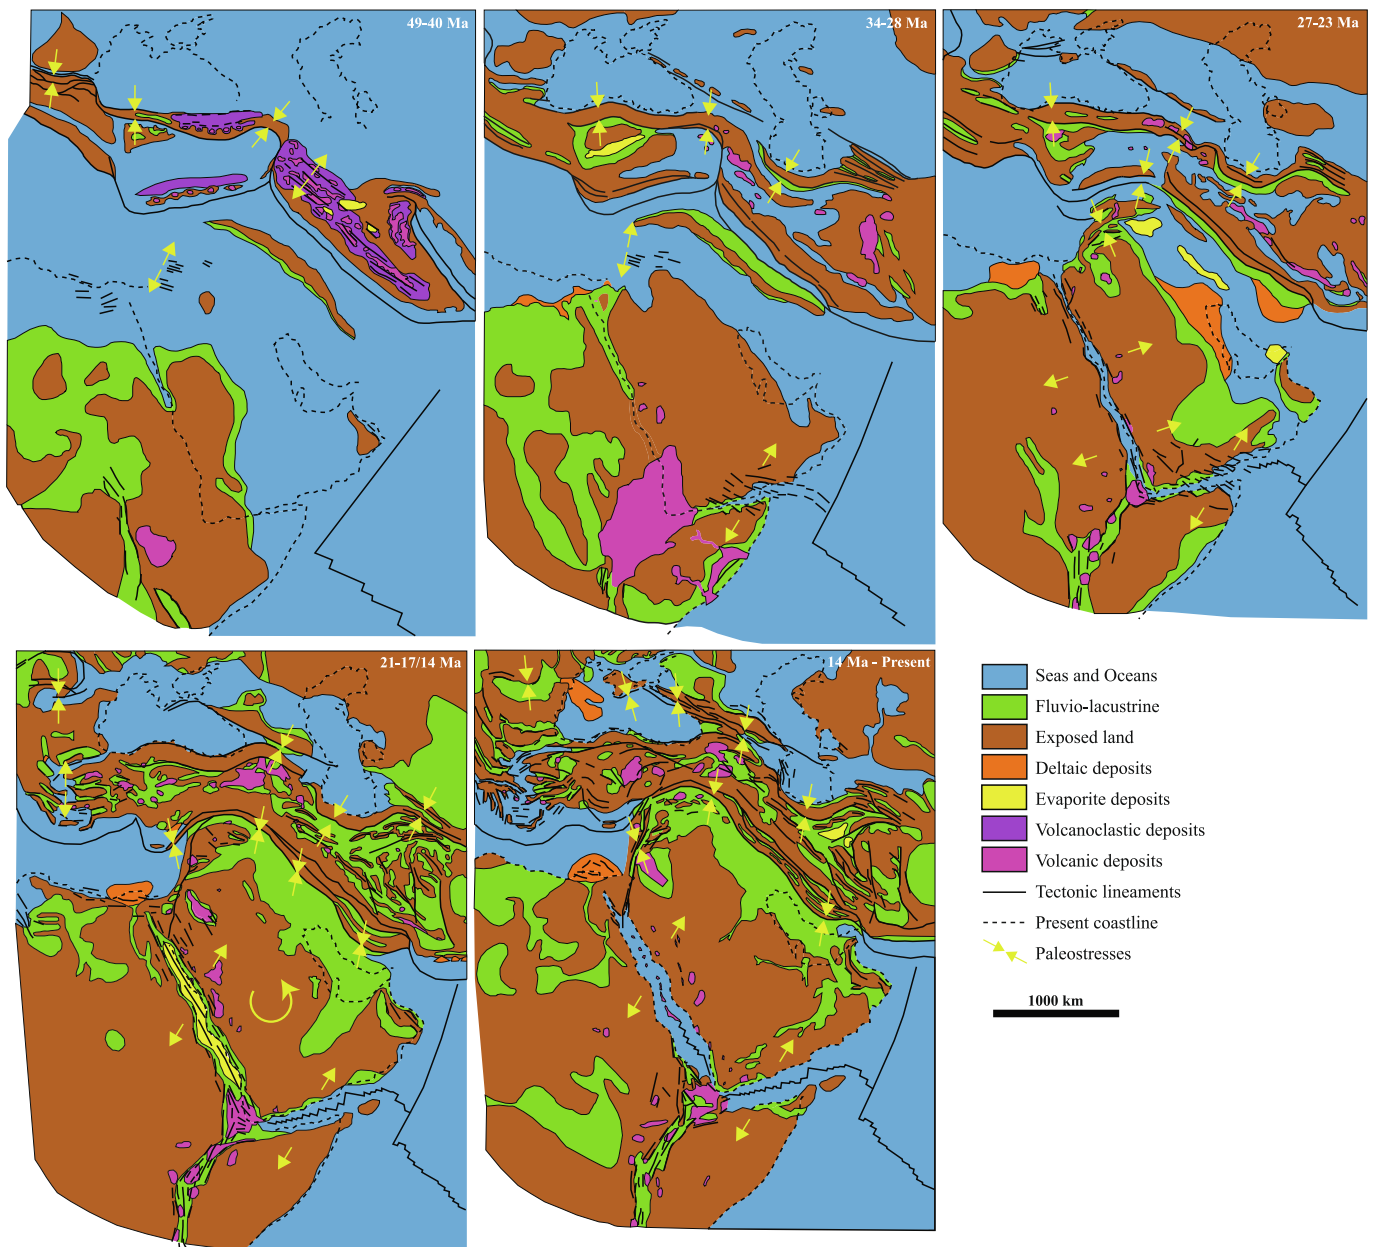 49-40 Ma
34-28 Ma
27-23 Ma
21-17/14 Ma
14 Ma - Present
Seas and Oceans
Fluvio-lacustrine
Exposed land
Deltaic deposits
Evaporite deposits
Volcanoclastic deposits
Volcanic deposits
Tectonic lineaments
Present coastline
Paleostresses
1000 km